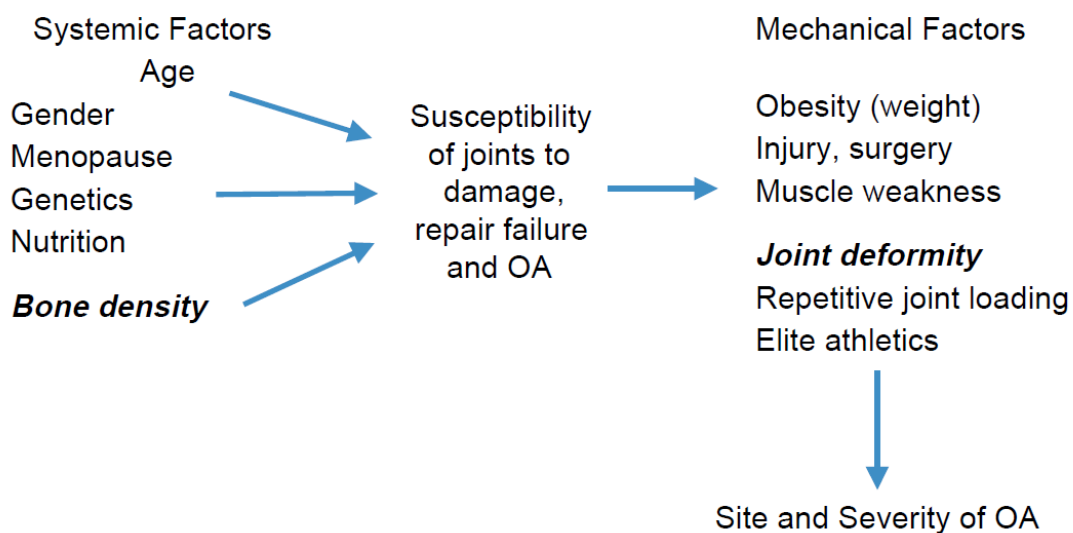 Systemic Factors
Age
Gender
Menopause
Genetics
Nutrition
Bone density
Susceptibility
of joints to
damage,
repair failure
and OA
Mechanical Factors
Obesity (weight)
Injury, surgery
Muscle weakness
Joint deformity
Repetitive joint loading
Elite athletics
Site and Severity of OA